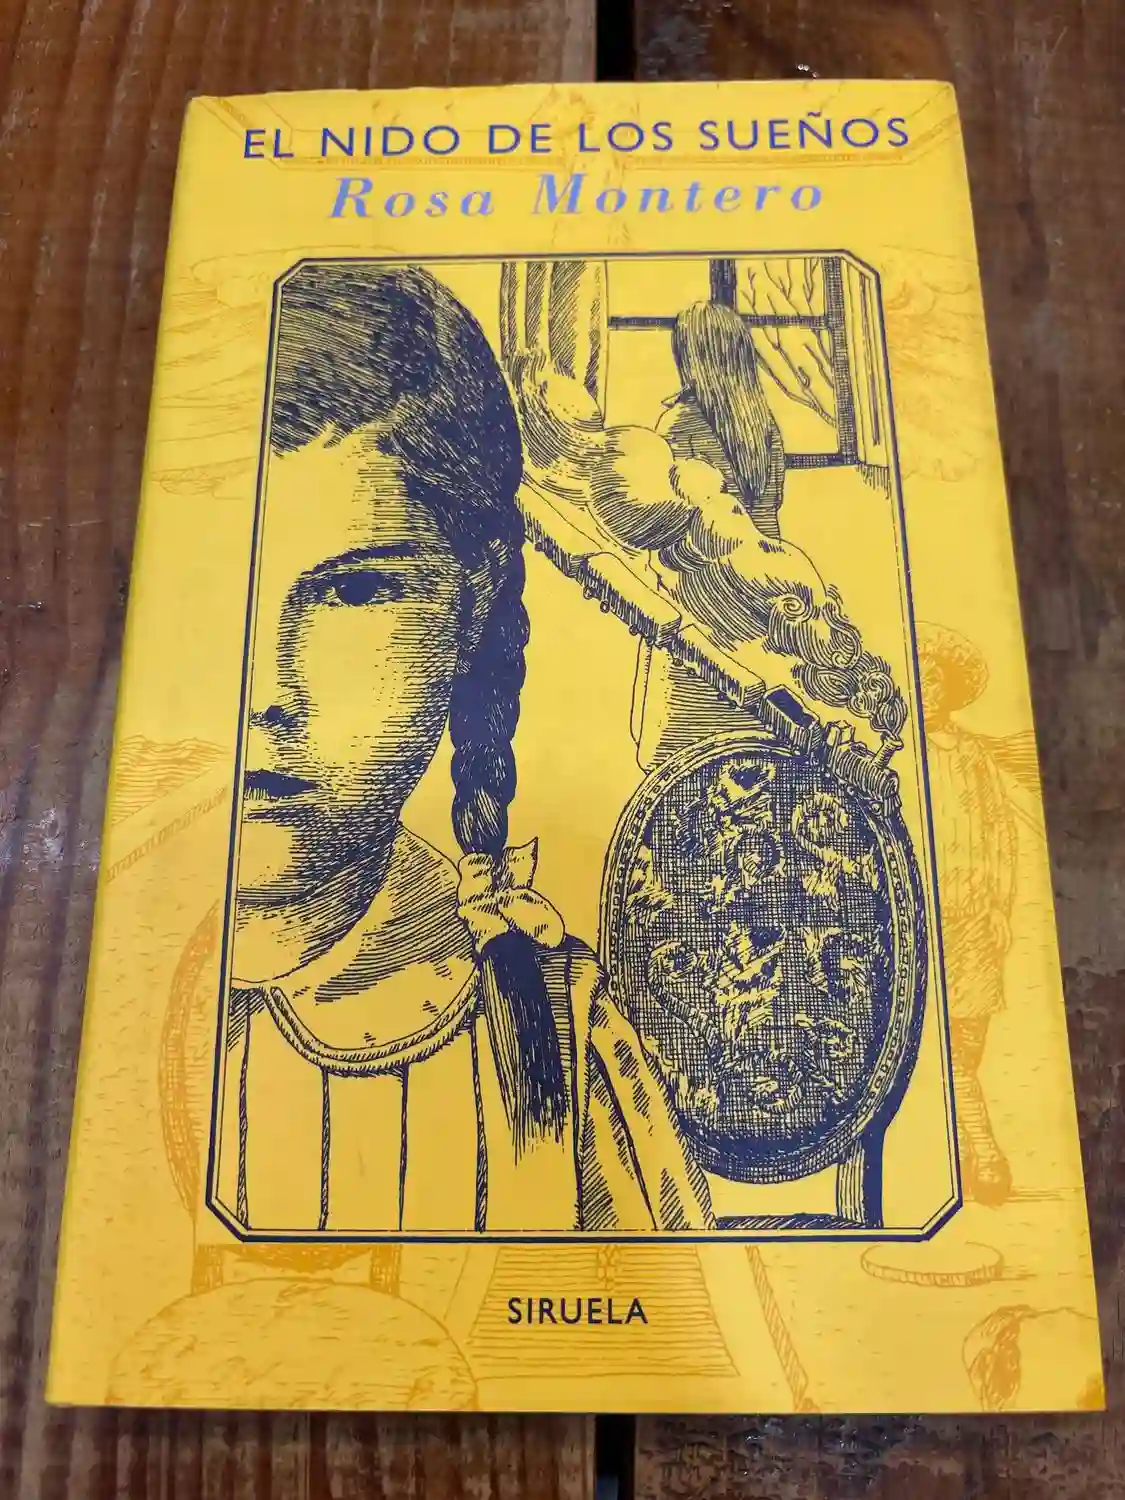 EL NIDO DE LOS SUEÑOS
Rosa Montero
SIRUELA